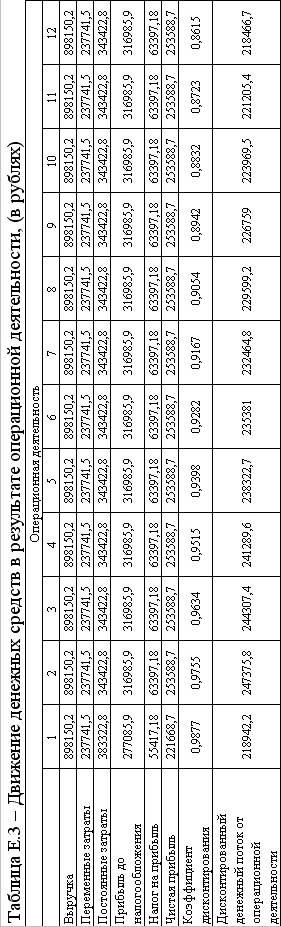 Таблица Е.3 – Движение денежных средств в результате операционной деятельности, (в рублях)
Операционная деятельность
1 2 3 4 5 6 7 8 9 10 11 12
Выручка 898150,2 898150,2 898150,2 898150,2 898150,2 898150,2 898150,2 898150,2 898150,2 898150,2 898150,2 898150,2
Переменные затраты 237741,5 237741,5 237741,5 237741,5 237741,5 237741,5 237741,5 237741,5 237741,5 237741,5 237741,5 237741,5
Постоянные затраты 383322,8 343422,8 343422,8 343422,8 343422,8 343422,8 343422,8 343422,8 343422,8 343422,8 343422,8 343422,8
Прибыль до
налогообложения 277085,9 316985,9 316985,9 316985,9 316985,9 316985,9 316985,9 316985,9 316985,9 316985,9 316985,9 316985,9
Налог на прибыль 55417,18 63397,18 63397,18 63397,18 63397,18 63397,18 63397,18 63397,18 63397,18 63397,18 63397,18 63397,18
Чистая прибыль 221668,7 253588,7 253588,7 253588,7 253588,7 253588,7 253588,7 253588,7 253588,7 253588,7 253588,7 253588,7
Коэффициент
дисконтирования 0,9877 0,9755 0,9634 0,9515 0,9398 0,9282 0,9167 0,9054 0,8942 0,8832 0,8723 0,8615
Дисконтированный
денежный поток от
операционной
деятельности 218942,2 247375,8 244307,4 241289,6 238322,7 235381 232464,8 229599,2 226759 223969,5 221205,4 218466,7